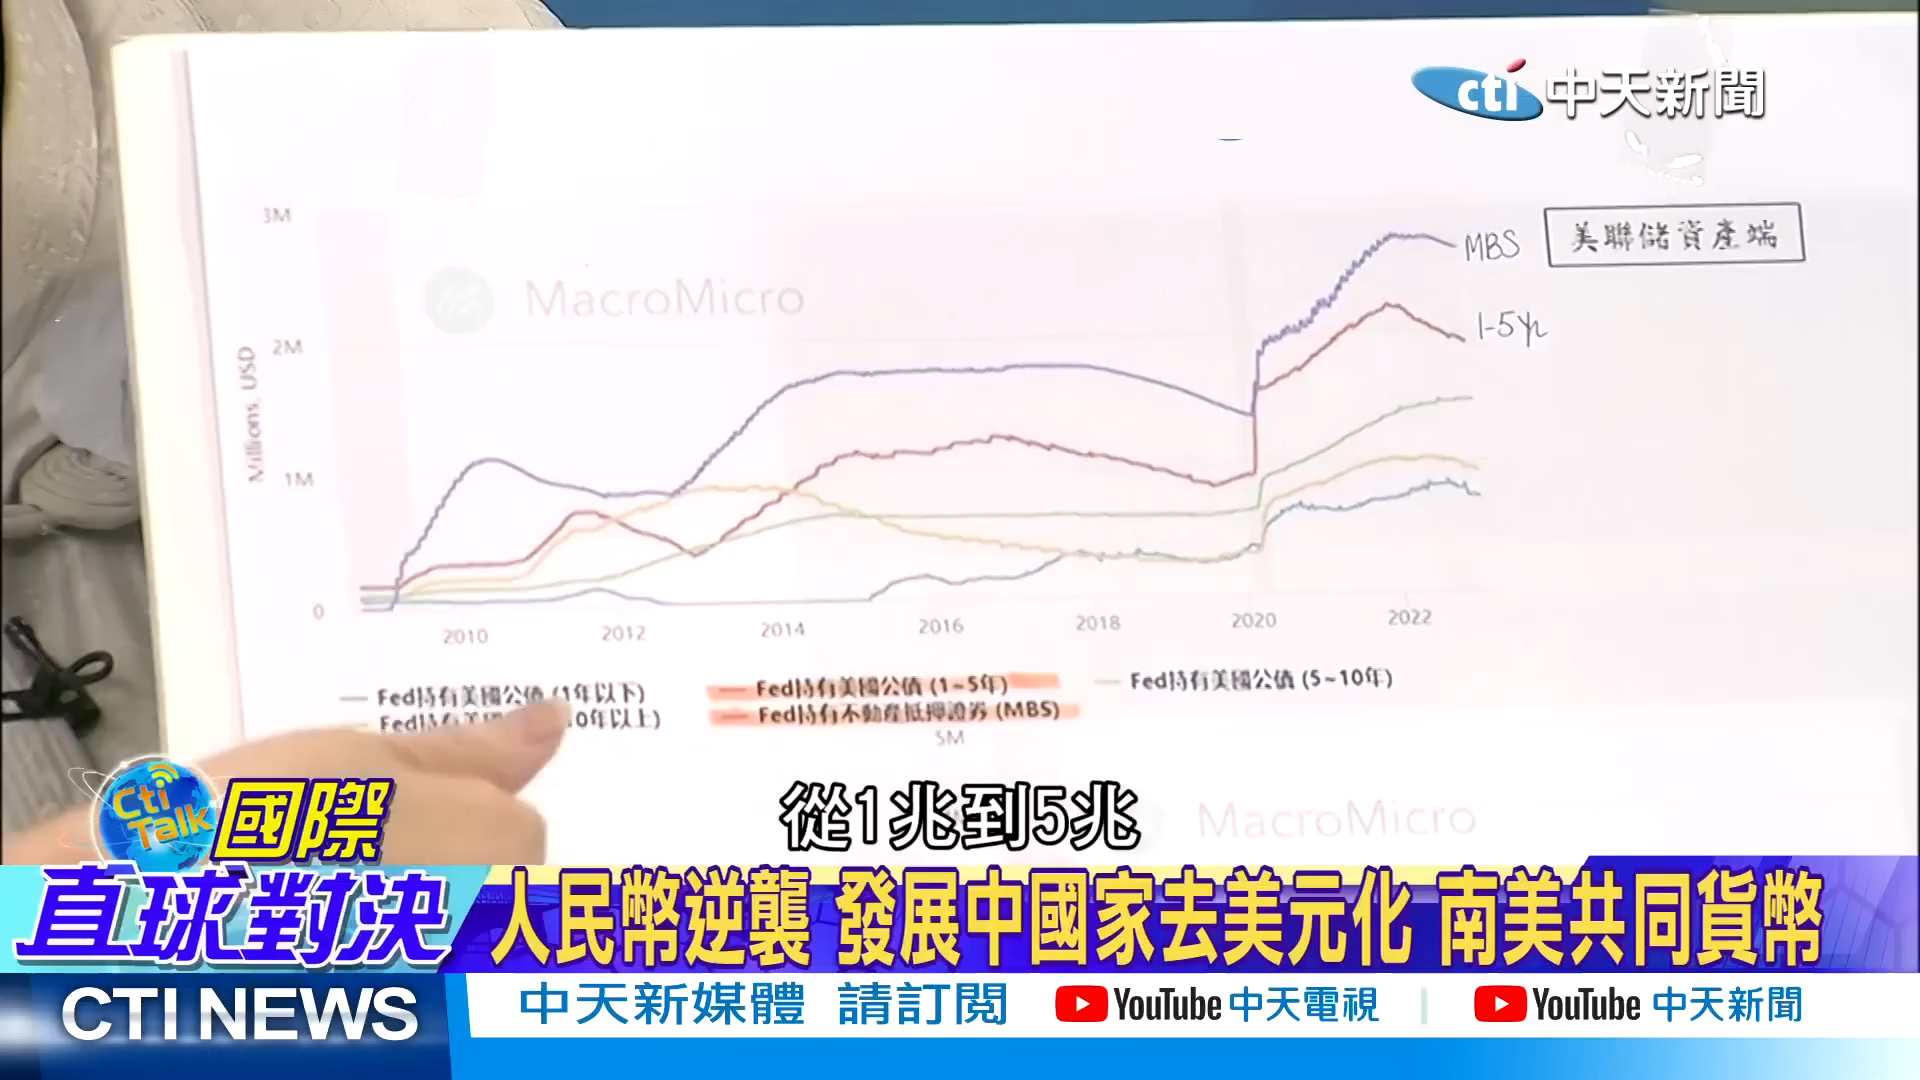 cti 中天新聞
3M
MBS
美聯儲資產端
MacroMicro
1-5yr
2M
Millions, USD
1M
0
2010 2012 2014 2016 2018 2020 2022
Fed持有美國公債 (1年以下) Fed持有美國公債 (1~5年) Fed持有美國公債 (5~10年)
Fed持有美 0年以上) Fed持有不動產抵押證券 (MBS)
5M
從1兆到5兆
MacroMicro
Cti Talk 國際
直球對決
人民幣逆襲 發展中國家去美元化 南美共同貨幣
CTI NEWS
中天新媒體 請訂閱 YouTube 中天電視 | YouTube 中天新聞